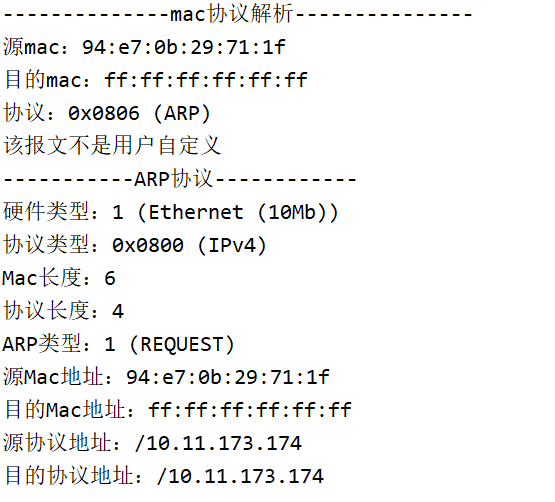 --------------mac协议解析---------------
源mac：94:e7:0b:29:71:1f
目的mac：ff:ff:ff:ff:ff:ff
协议：0x0806 (ARP)
该报文不是用户自定义
-----------ARP协议------------
硬件类型：1 (Ethernet (10Mb))
协议类型：0x0800 (IPv4)
Mac长度：6
协议长度：4
ARP类型：1 (REQUEST)
源Mac地址：94:e7:0b:29:71:1f
目的Mac地址：ff:ff:ff:ff:ff:ff
源协议地址：/10.11.173.174
目的协议地址：/10.11.173.174